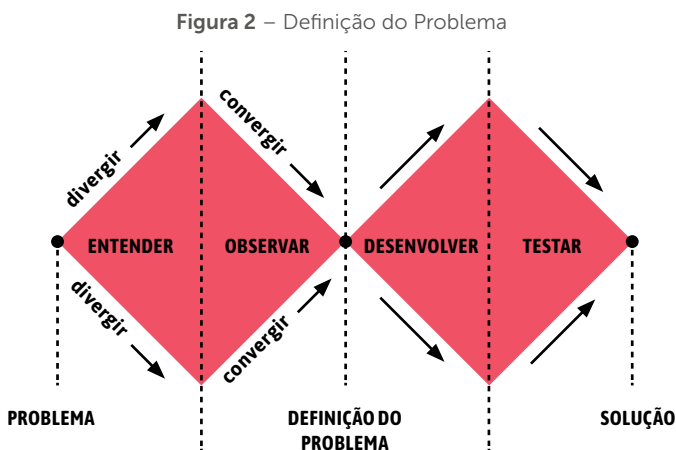 Figura 2 – Definição do Problema
divergir
convergir
ENTENDER
OBSERVAR
DESENVOLVER
TESTAR
divergir
convergir
PROBLEMA
DEFINIÇÃO DO
PROBLEMA
SOLUÇÃO